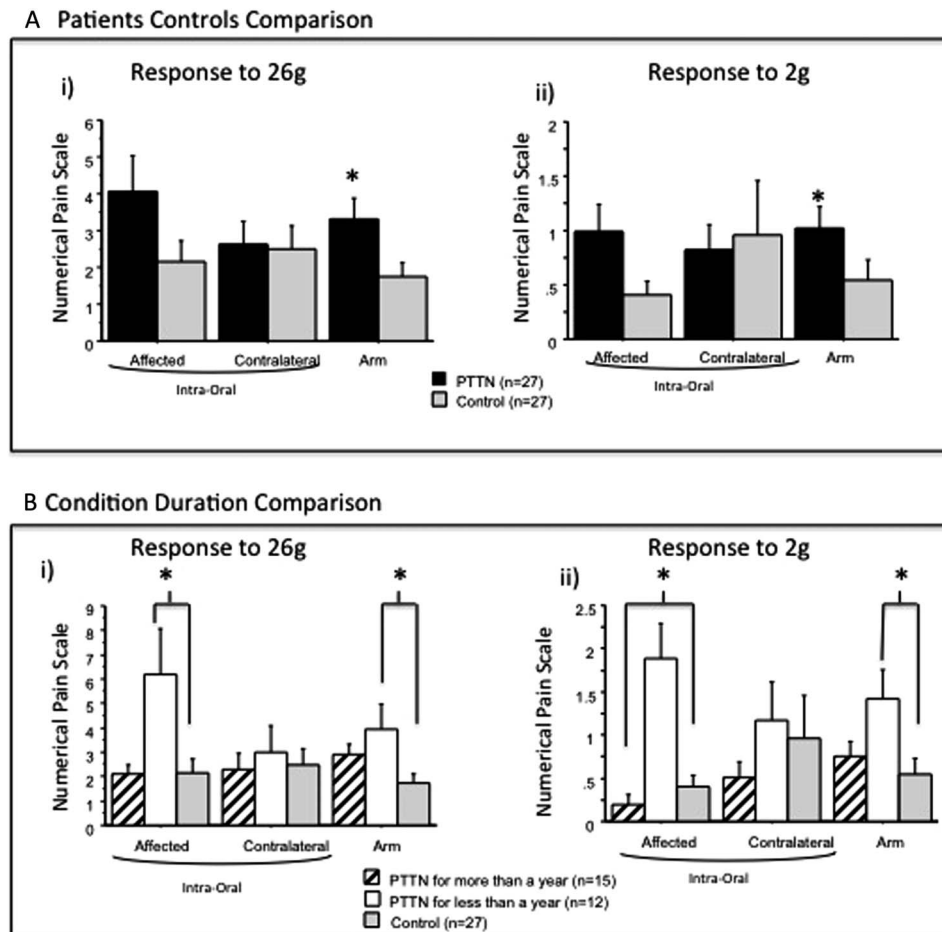 A Patients Controls Comparison
Response to 26g
i)
Numerical Pain Scale
6
5
4
3
2
1
0
*
Affected
Contralateral
Arm
Intra-Oral
Response to 2g
ii)
Numerical Pain Scale
2
1.5
1
.5
0
*
Affected
Contralateral
Arm
Intra-Oral
PTTN (n=27)
Control (n=27)
B Condition Duration Comparison
Response to 26g
i)
Numerical Pain Scale
9
8
7
6
5
4
3
2
1
0
*
*
Affected
Contralateral
Arm
Intra-Oral
Response to 2g
ii)
Numerical Pain Scale
2.5
2
1.5
1
.5
0
*
*
Affected
Contralateral
Arm
Intra-Oral
PTTN for more than a year (n=15)
PTTN for less than a year (n=12)
Control (n=27)